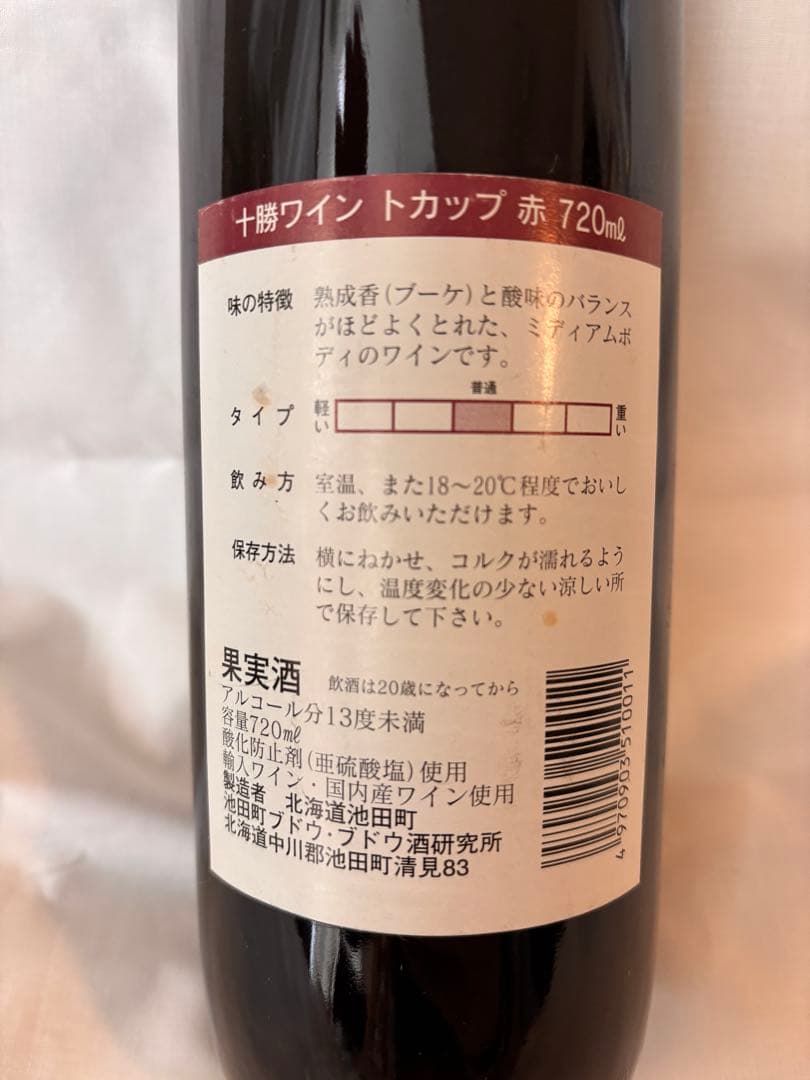 十勝ワイン トカップ 赤 720㎖
味の特徴 熟成香(ブーケ)と酸味のバランス
がほどよくとれた、ミディアムボ
ディのワインです。
普通
タイプ 軽い 重い
飲み方 室温、また18〜20℃程度でおいし
くお飲みいただけます。
保存方法 横にねかせ、コルクが濡れるよう
にし、温度変化の少ない涼しい所
で保存して下さい。
果実酒 飲酒は20歳になってから
アルコール分13度未満
容量720㎖
酸化防止剤(亜硫酸塩)使用
輸入ワイン・国内産ワイン使用
製造者 北海道池田町
池田町ブドウ・ブドウ酒研究所
北海道中川郡池田町清見83
4 970903 510011